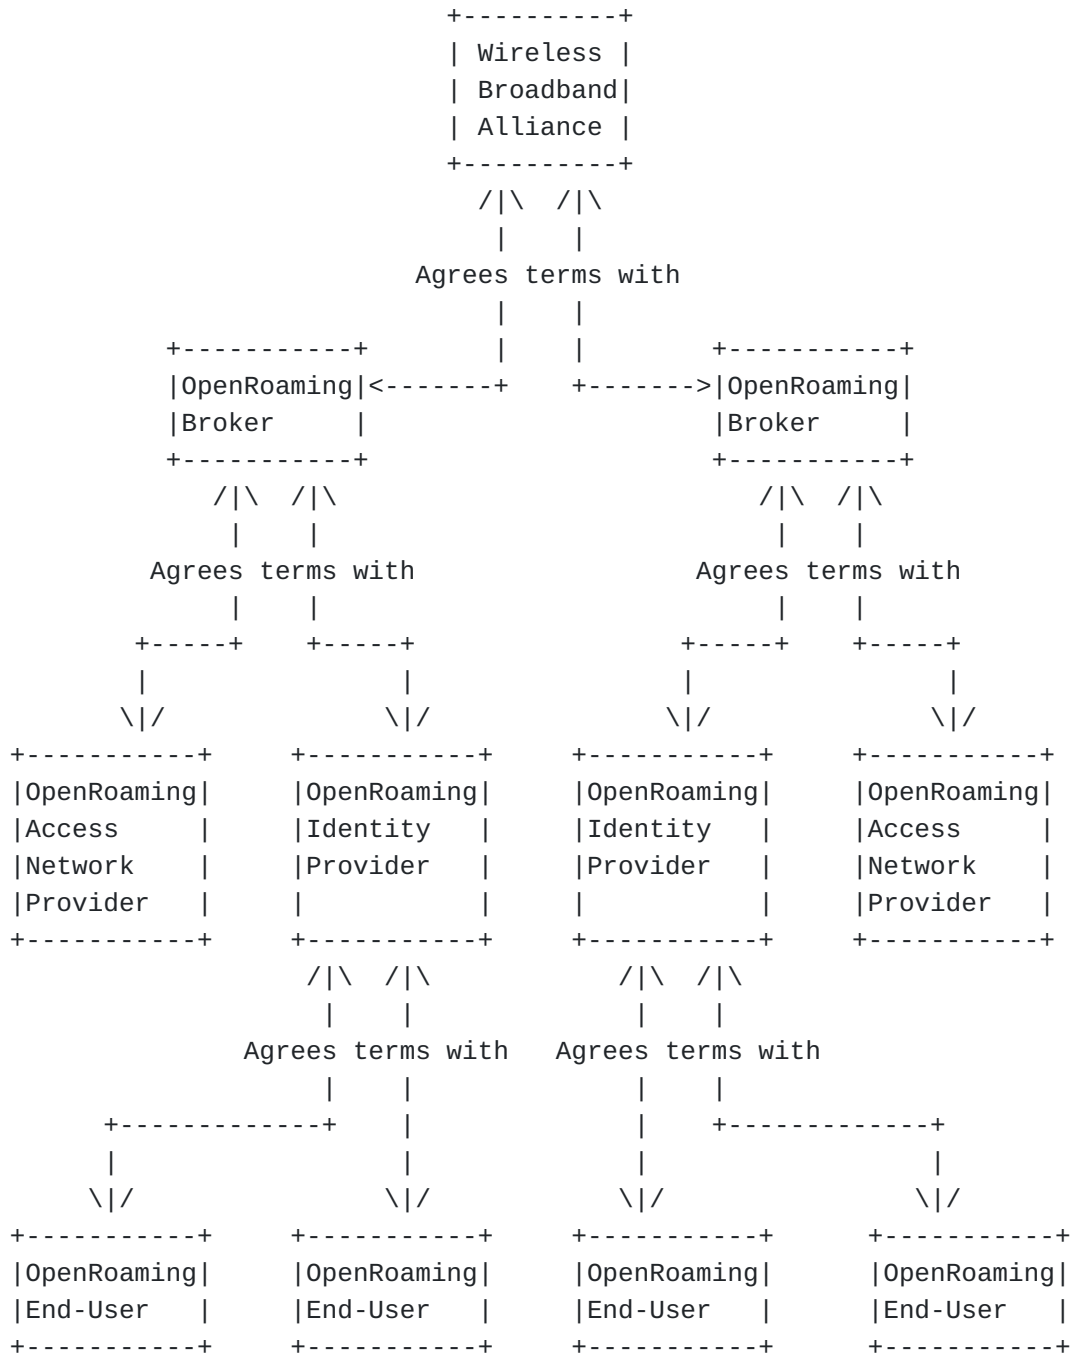 Wireless
Broadband
Alliance
Agrees terms with
OpenRoaming OpenRoaming
Broker Broker
Agrees terms with Agrees terms with
OpenRoaming OpenRoaming OpenRoaming OpenRoaming
Access Identity Identity Access
Network Provider Provider Network
Provider Provider
Agrees terms with Agrees terms with
OpenRoaming OpenRoaming OpenRoaming OpenRoaming
End-User End-User End-User End-User